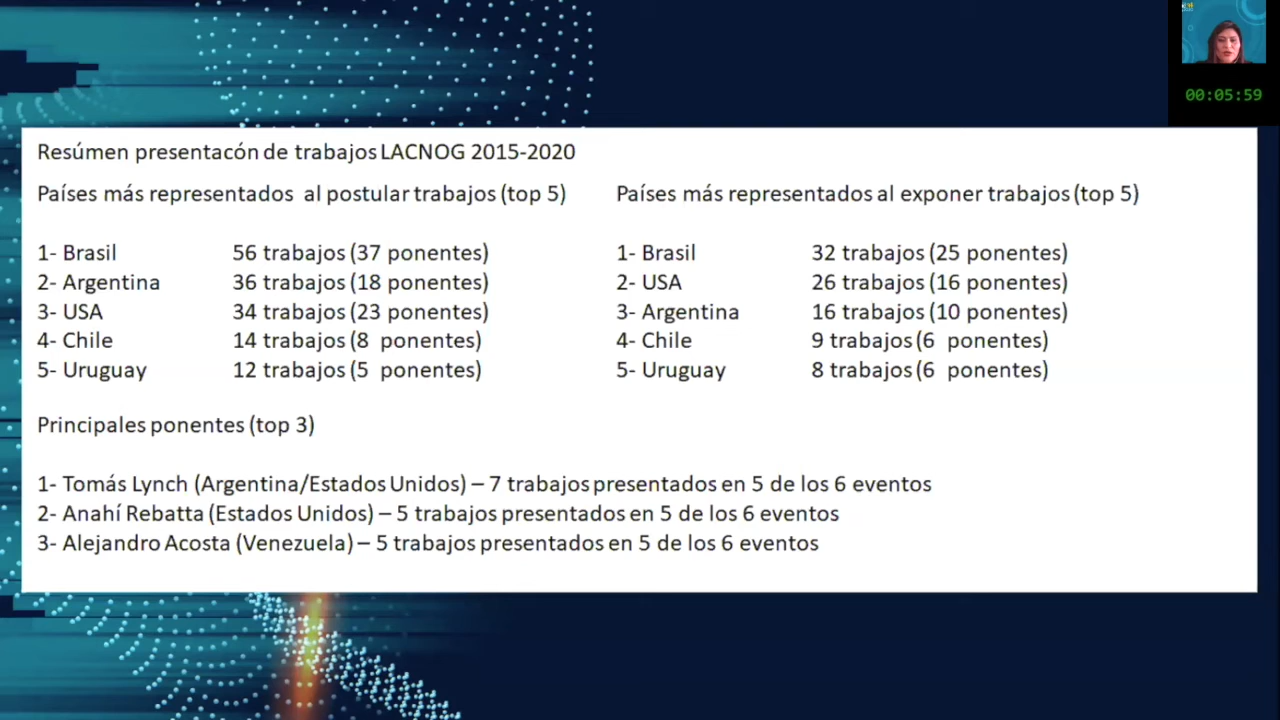 00:05:59
Resúmen presentacón de trabajos LACNOG 2015-2020
Países más representados al postular trabajos (top 5)
1- Brasil 56 trabajos (37 ponentes)
2- Argentina 36 trabajos (18 ponentes)
3- USA 34 trabajos (23 ponentes)
4- Chile 14 trabajos (8 ponentes)
5- Uruguay 12 trabajos (5 ponentes)
Países más representados al exponer trabajos (top 5)
1- Brasil 32 trabajos (25 ponentes)
2- USA 26 trabajos (16 ponentes)
3- Argentina 16 trabajos (10 ponentes)
4- Chile 9 trabajos (6 ponentes)
5- Uruguay 8 trabajos (6 ponentes)
Principales ponentes (top 3)
1- Tomás Lynch (Argentina/Estados Unidos) – 7 trabajos presentados en 5 de los 6 eventos
2- Anahí Rebatta (Estados Unidos) – 5 trabajos presentados en 5 de los 6 eventos
3- Alejandro Acosta (Venezuela) – 5 trabajos presentados en 5 de los 6 eventos